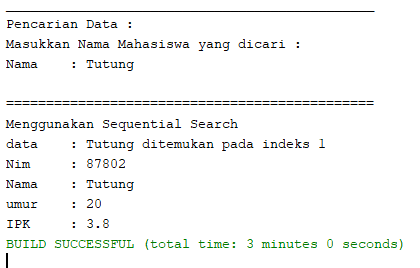 Pencarian Data :
Masukkan Nama Mahasiswa yang dicari :
Nama    : Tutung
==============================================
Menggunakan Sequential Search
data    : Tutung ditemukan pada indeks 1
Nim     : 87802
Nama    : Tutung
umur    : 20
IPK     : 3.8
BUILD SUCCESSFUL (total time: 3 minutes 0 seconds)